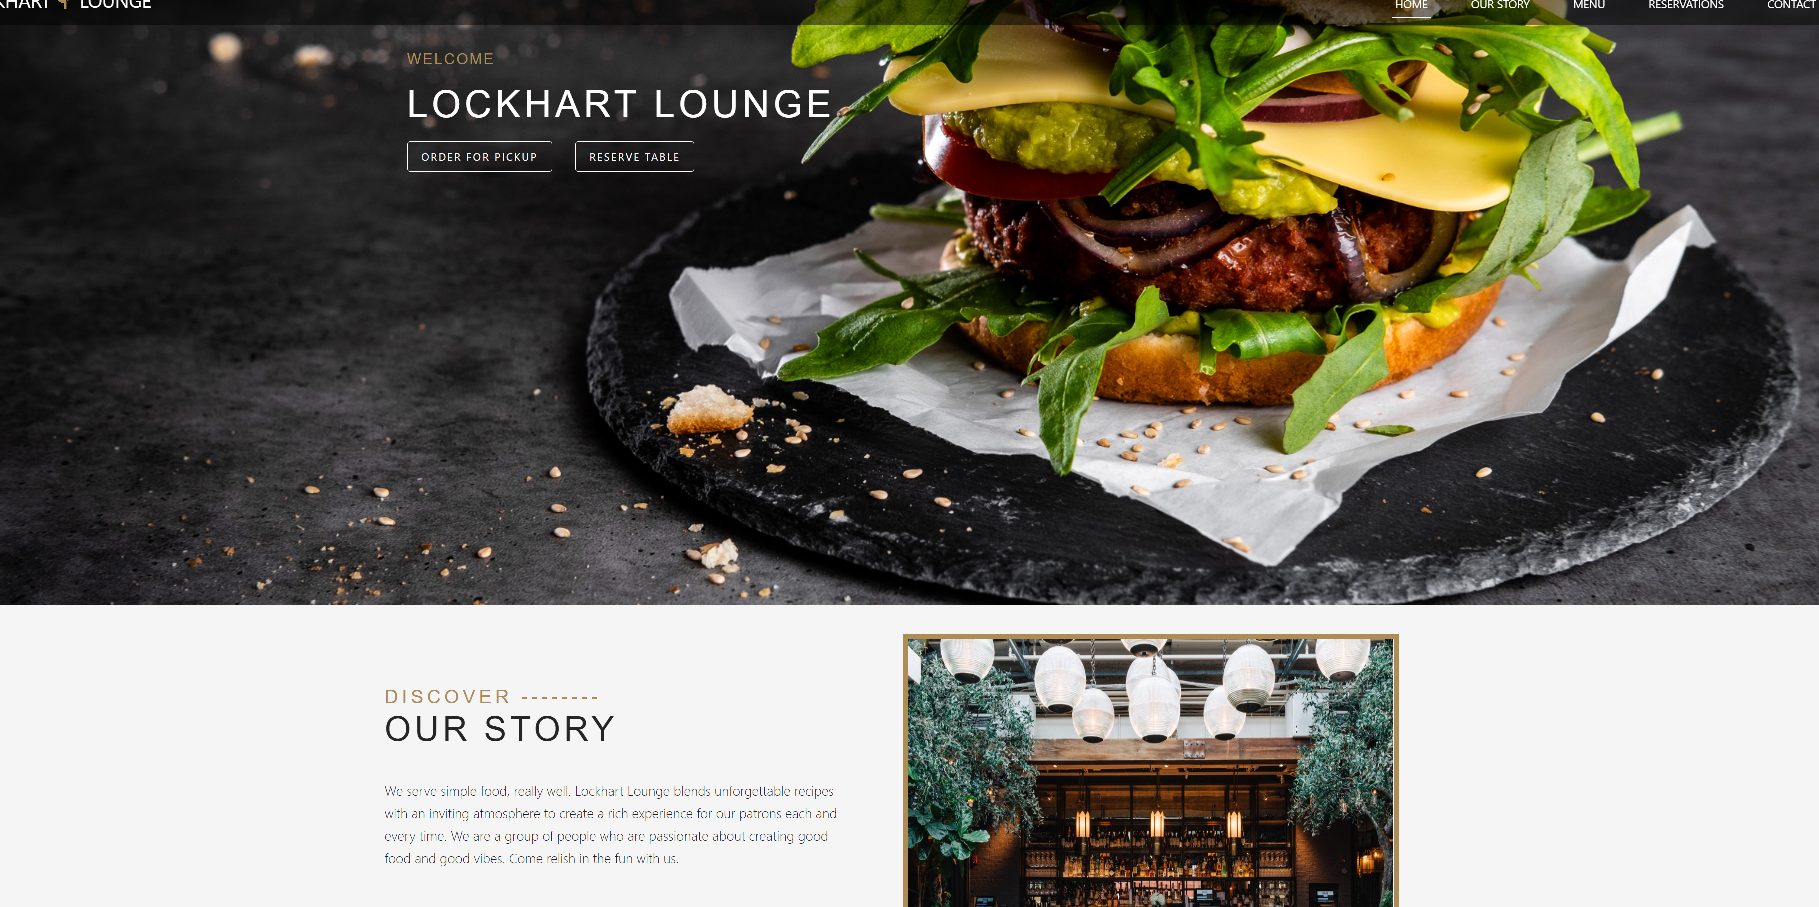 LOUNGE
HOME OUR STORY MENU RESERVATIONS CONTACT
WELCOME
LOCKHART LOUNGE
ORDER FOR PICKUP RESERVE TABLE
DISCOVER --------
OUR STORY
We serve simple food, really well. Lockhart Lounge blends unforgettable recipes
with an inviting atmosphere to create a rich experience for our patrons each and
every time. We are a group of people who are passionate about creating good
food and good vibes. Come relish in the fun with us.